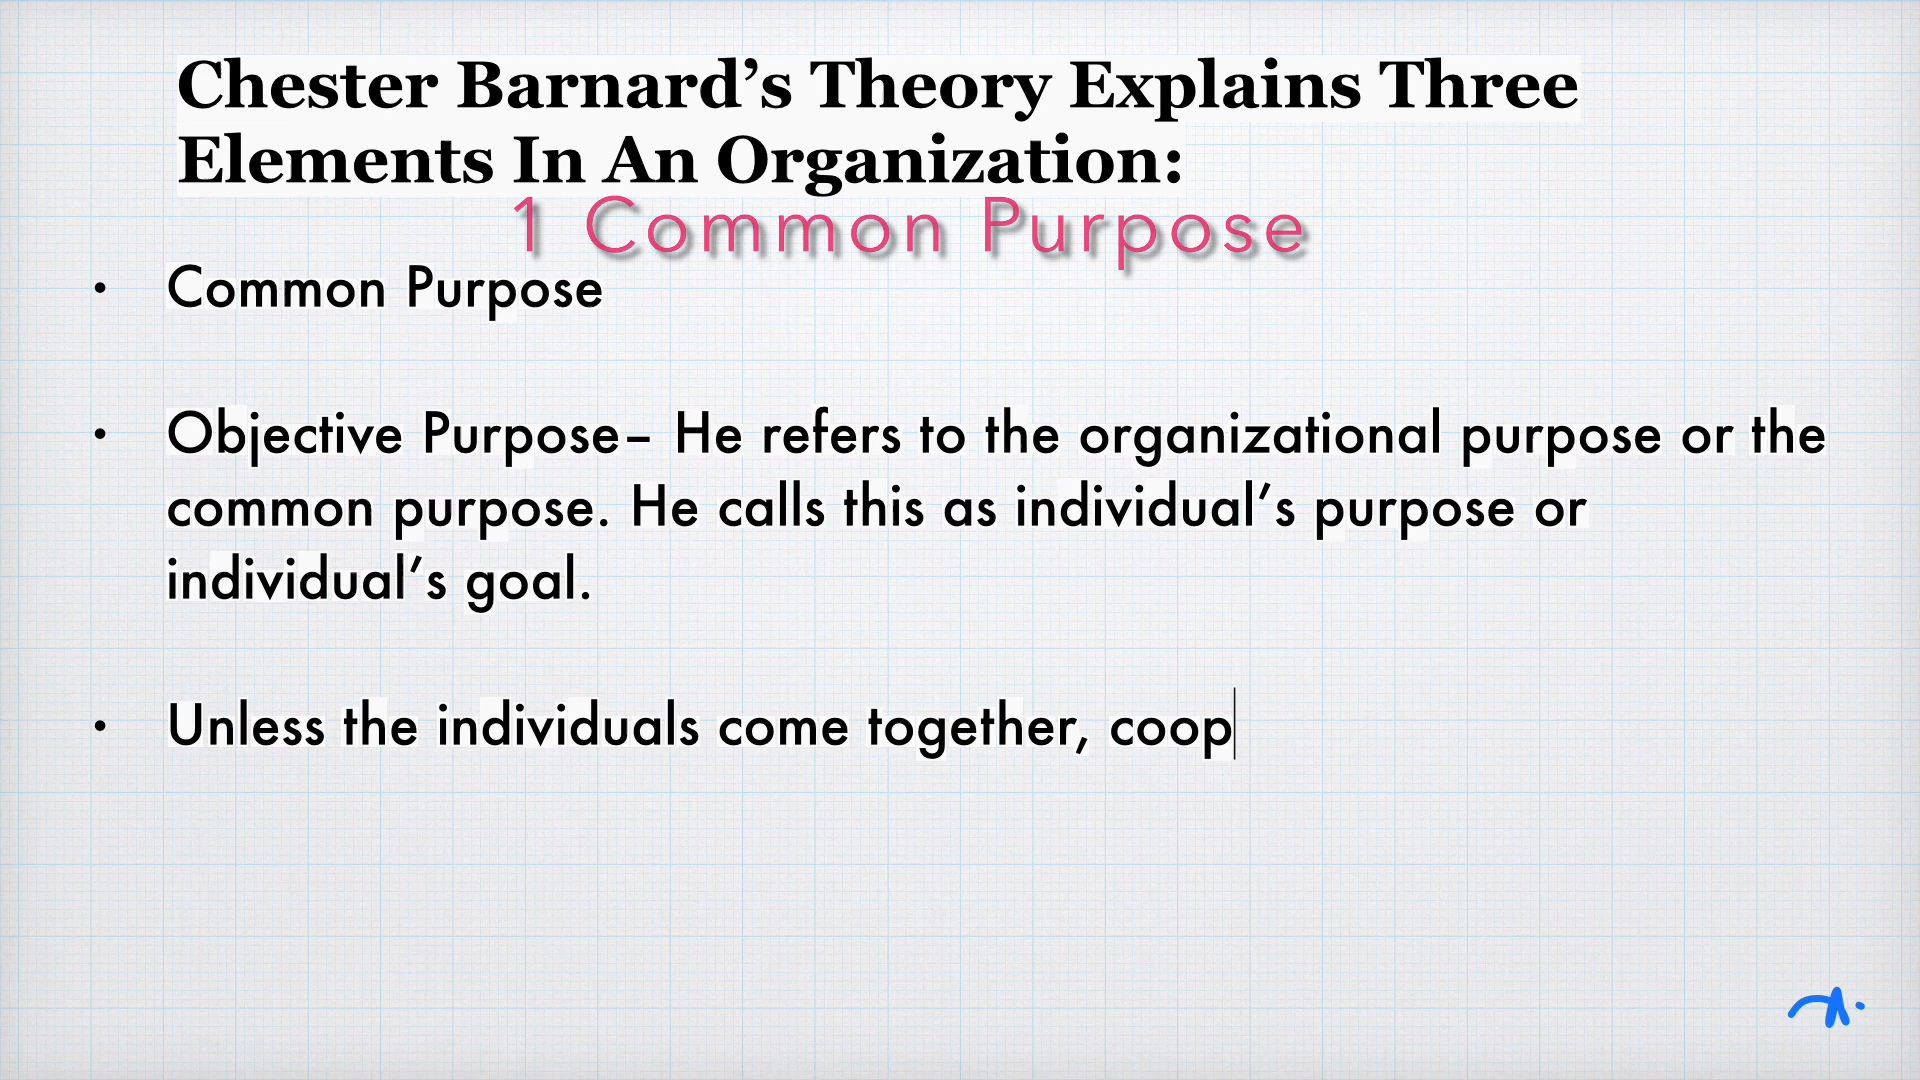 Chester Barnard’s Theory Explains Three
Elements In An Organization:
1 Common Purpose
• Common Purpose
• Objective Purpose– He refers to the organizational purpose or the
common purpose. He calls this as individual’s purpose or
individual’s goal.
• Unless the individuals come together, coop